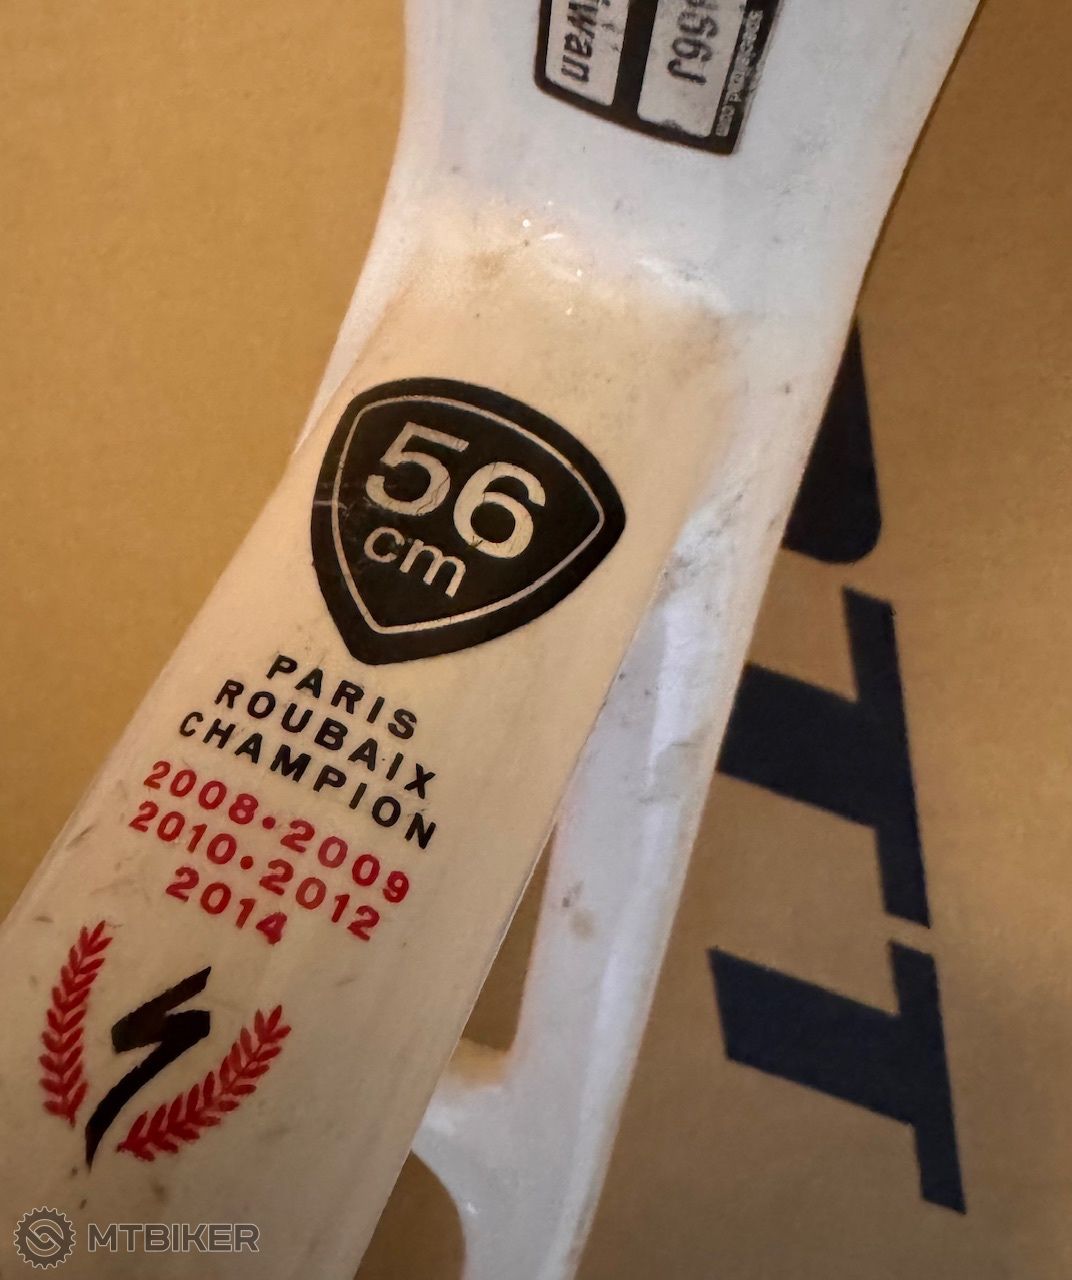 56
cm
PARIS
ROUBAIX
CHAMPION
2008•2009
2010•2012
2014
MTBIKER